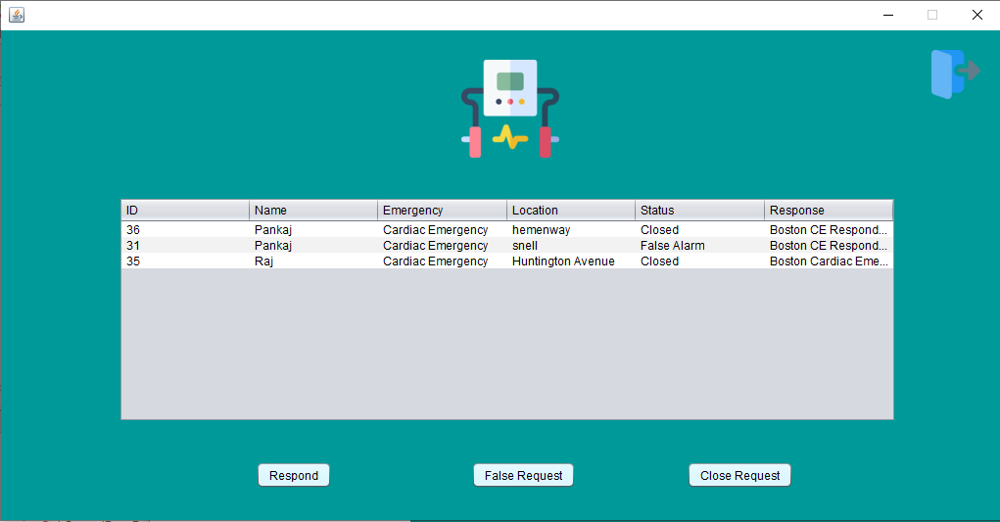 ID Name Emergency Location Status Response
36 Pankaj Cardiac Emergency hemenway Closed Boston CE Respond...
31 Pankaj Cardiac Emergency snell False Alarm Boston CE Respond...
35 Raj Cardiac Emergency Huntington Avenue Closed Boston Cardiac Eme...
Respond False Request Close Request